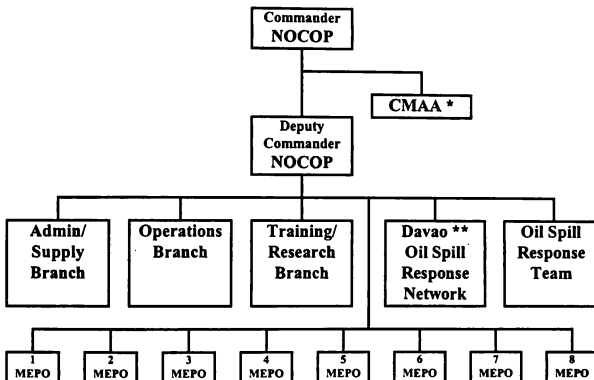 Commander
NOCOP
CMAA *
Deputy
Commander
NOCOP
Admin/
Supply
Branch
Operations
Branch
Training/
Research
Branch
Davao **
Oil Spill
Response
Network
Oil Spill
Response
Team
1
MEPO
2
MEPO
3
MEPO
4
MEPO
5
MEPO
6
MEPO
7
MEPO
8
MEPO